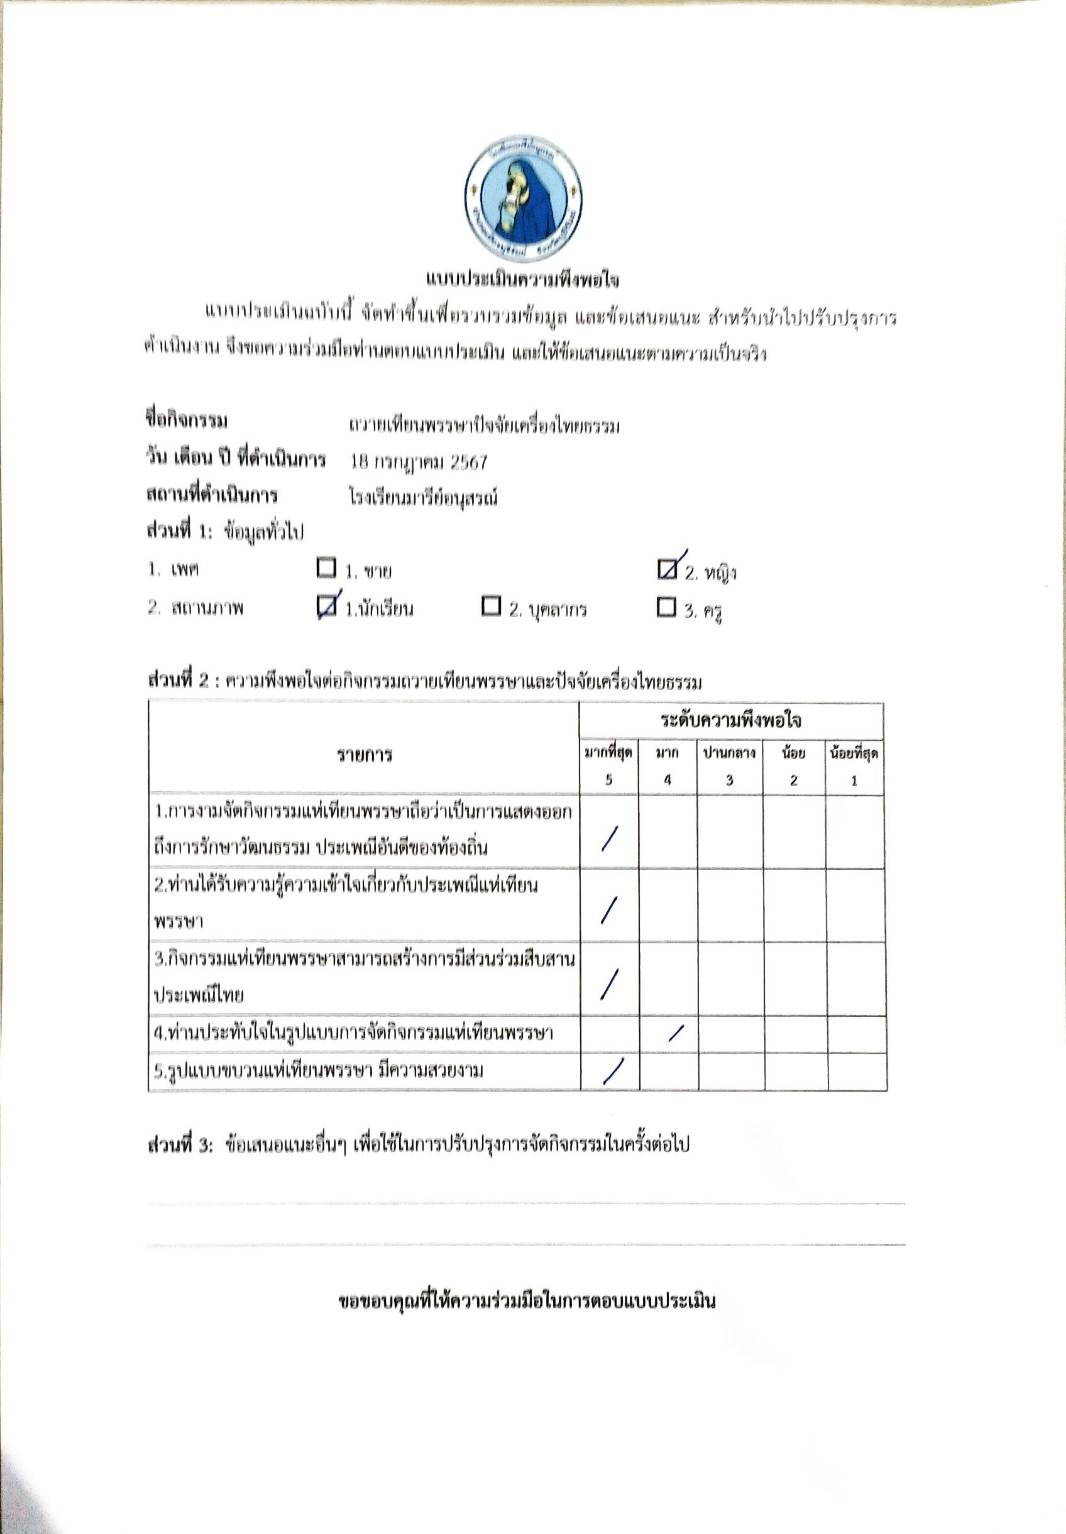 แบบประเมินความพึงพอใจ
แบบประเมินฉบับนี้ จัดทำขึ้นเพื่อรวบรวมข้อมูล และข้อเสนอแนะ สำหรับนำไปปรับปรุงการ
ดำเนินงาน จึงขอความร่วมมือท่านตอบแบบประเมิน และให้ข้อเสนอแนะตามความเป็นจริง
ชื่อกิจกรรม ถวายเทียนพรรษาปัจจัยเครื่องไทยธรรม
วัน เดือน ปี ที่ดำเนินการ 18 กรกฎาคม 2567
สถานที่ดำเนินการ โรงเรียนมารีย์อนุสรณ์
ส่วนที่ 1: ข้อมูลทั่วไป
1. เพศ 1. ชาย 2. หญิง
2. สถานภาพ 1.นักเรียน 2. บุคลากร 3. ครู
ส่วนที่ 2 : ความพึงพอใจต่อกิจกรรมถวายเทียนพรรษาและปัจจัยเครื่องไทยธรรม
ระดับความพึงพอใจ
รายการ มากที่สุด มาก ปานกลาง น้อย น้อยที่สุด
5 4 3 2 1
1.การงามจัดกิจกรรมแห่เทียนพรรษาถือว่าเป็นการแสดงออก
ถึงการรักษาวัฒนธรรม ประเพณีอันดีของท้องถิ่น /
2.ท่านได้รับความรู้ความเข้าใจเกี่ยวกับประเพณีแห่เทียน
พรรษา /
3.กิจกรรมแห่เทียนพรรษาสามารถสร้างการมีส่วนร่วมสืบสาน
ประเพณีไทย /
4.ท่านประทับใจในรูปแบบการจัดกิจกรรมแห่เทียนพรรษา /
5.รูปแบบขบวนแห่เทียนพรรษา มีความสวยงาม /
ส่วนที่ 3: ข้อเสนอแนะอื่นๆ เพื่อใช้ในการปรับปรุงการจัดกิจกรรมในครั้งต่อไป
ขอขอบคุณที่ให้ความร่วมมือในการตอบแบบประเมิน